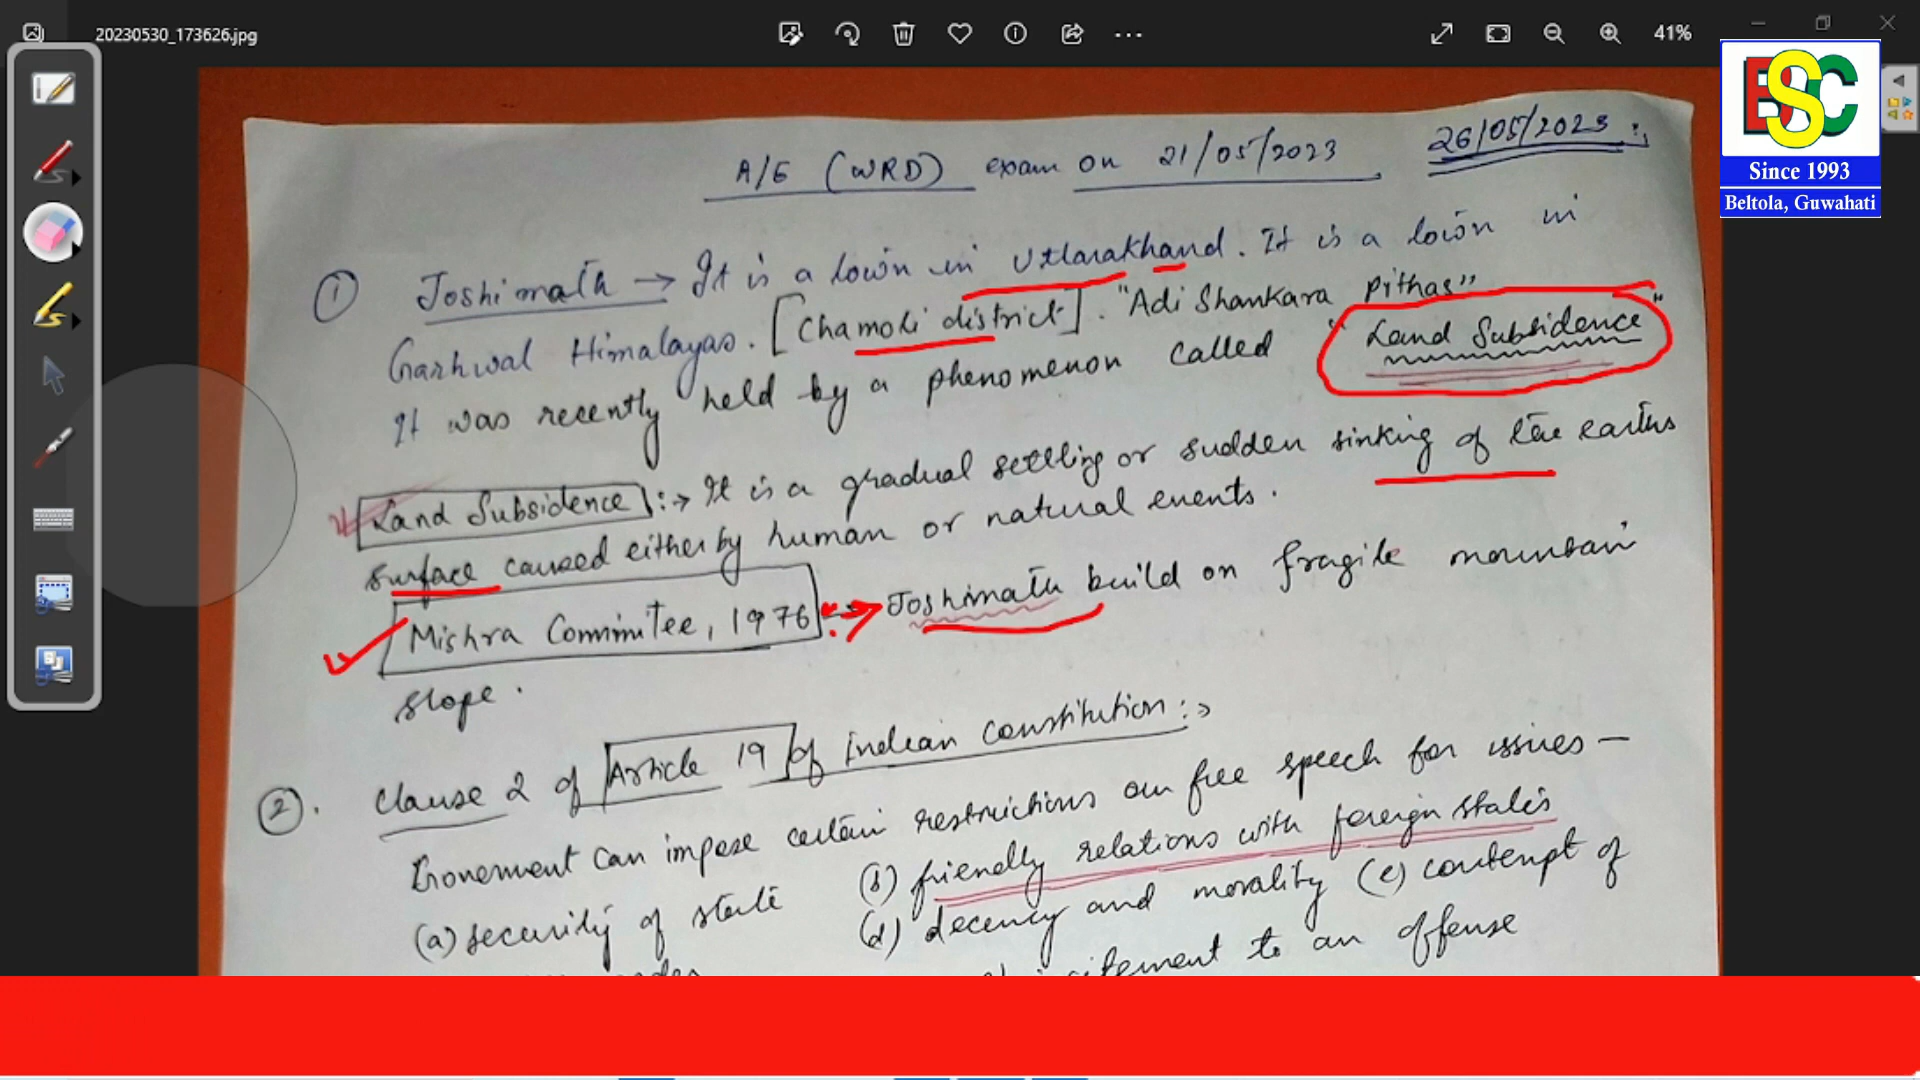 20230530_173626.jpg
41%
BSC
Since 1993
Beltola, Guwahati
A/E (WRD) exam on 21/05/2023
26/05/2023 :,
① Joshimath → It is a town in Uttarakhand. It is a town in
Garhwal Himalayas. [Chamoli district]. "Adi Shankara Pithas"
It was recently held by a phenomenon called "Land Subsidence"
Land Subsidence :→ It is a gradual settling or sudden sinking of the earths
surface caused either by human or natural events.
Mishra Committee, 1976 → Joshimath build on fragile mountain
slope.
②. Clause 2 of Article 19 of Indian Constitution :→
Government can impose certain restrictions our free speech for issues —
(a) security of state (b) friendly relations with foreign states
(d) decency and morality (e) contempt of
incitement to an offense